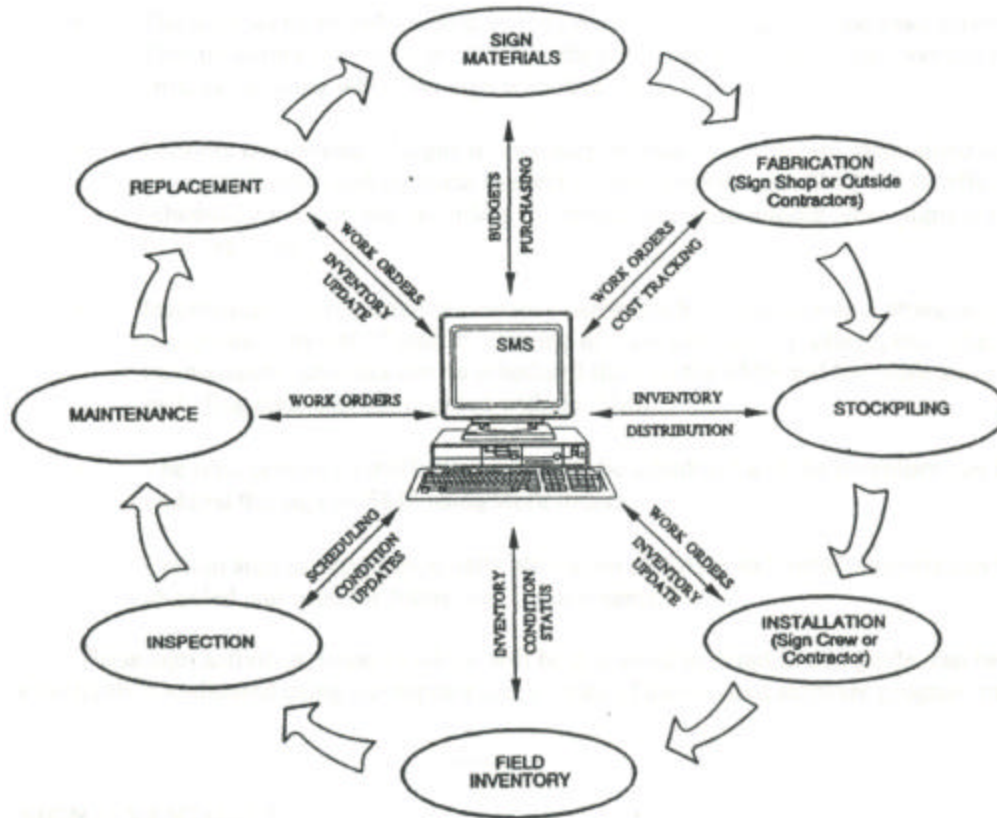 SIGN
MATERIALS
REPLACEMENT
FABRICATION
(Sign Shop or Outside
Contractors)
BUDGETS
PURCHASING
WORK ORDERS
INVENTORY
UPDATE
WORK ORDERS
COST TRACKING
SMS
MAINTENANCE
WORK ORDERS
INVENTORY
DISTRIBUTION
STOCKPILING
SCHEDULING
CONDITION
UPDATES
INVENTORY
CONDITION
STATUS
WORK ORDERS
INVENTORY
UPDATE
INSPECTION
INSTALLATION
(Sign Crew or
Contractor)
FIELD
INVENTORY